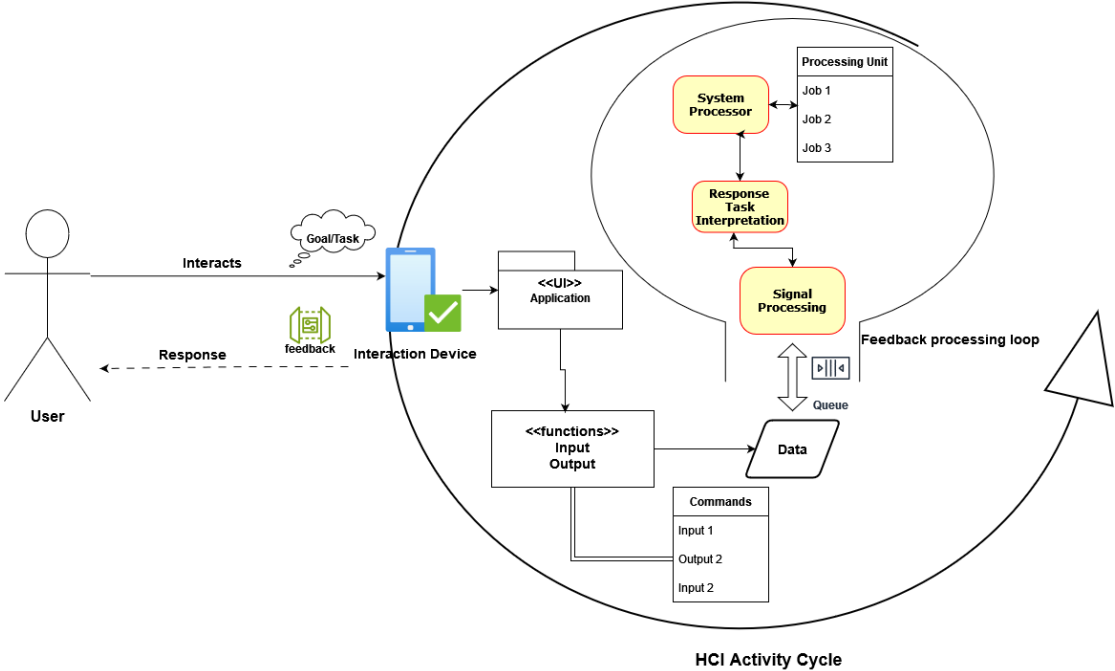 Processing Unit
Job 1
Job 2
Job 3
System
Processor
Response
Task
Interpretation
Signal
Processing
Goal/Task
Interacts
<<UI>>
Application
feedback
Response
Interaction Device
Feedback processing loop
User
Queue
<<functions>>
Input
Output
Data
Commands
Input 1
Output 2
Input 2
HCI Activity Cycle